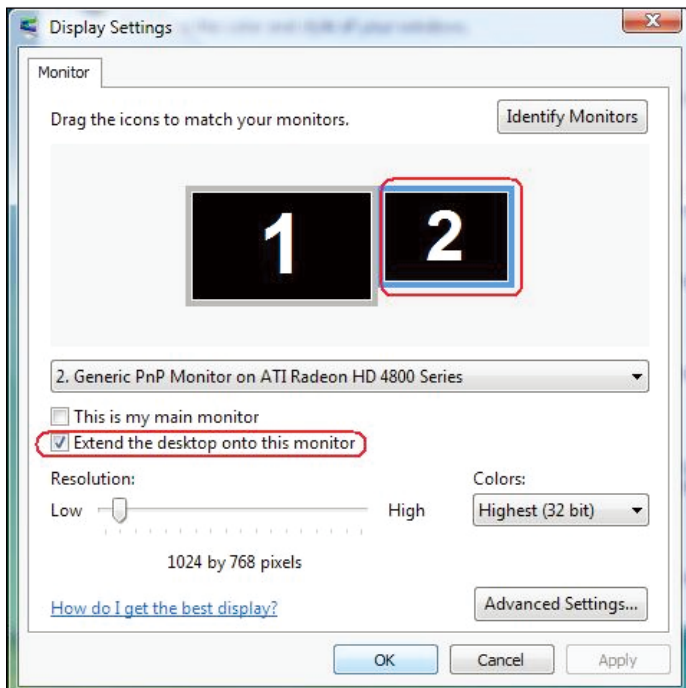 Display Settings
Monitor
Drag the icons to match your monitors.
Identify Monitors
1
2
2. Generic PnP Monitor on ATI Radeon HD 4800 Series
This is my main monitor
Extend the desktop onto this monitor
Resolution:
Colors:
Low
High
Highest (32 bit)
1024 by 768 pixels
How do I get the best display?
Advanced Settings...
OK
Cancel
Apply